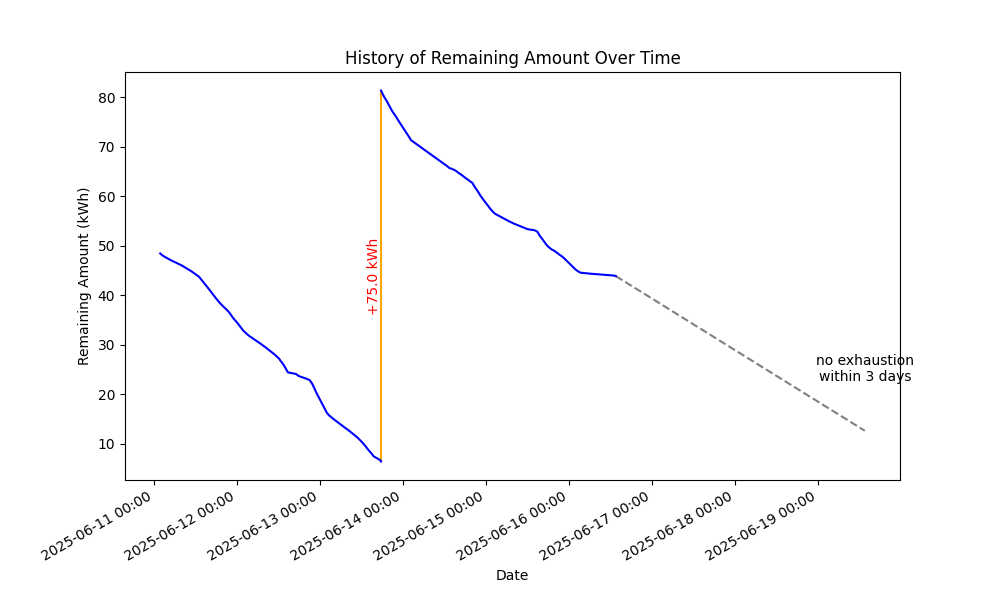 History of Remaining Amount Over Time
Remaining Amount (kWh)
80
70
60
50
40
30
20
10
+75.0 kWh
no exhaustion
within 3 days
2025-06-11 00:00
2025-06-12 00:00
2025-06-13 00:00
2025-06-14 00:00
2025-06-15 00:00
2025-06-16 00:00
2025-06-17 00:00
2025-06-18 00:00
2025-06-19 00:00
Date